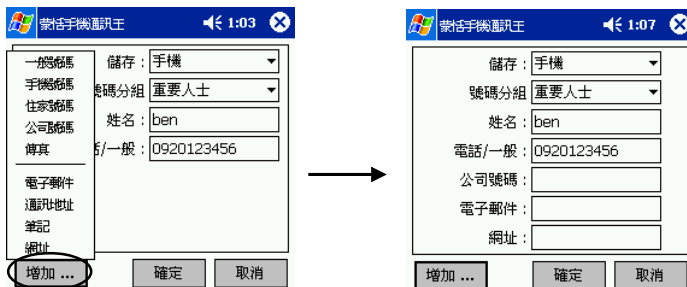 蒙恬手機通訊王 1:03
一般號碼
手機號碼
住家號碼
公司號碼
傳真
電子郵件
通訊地址
筆記
網址
儲存：手機
號碼分組 重要人士
姓名：ben
/一般：0920123456
增加 ... 確定 取消
蒙恬手機通訊王 1:07
儲存：手機
號碼分組 重要人士
姓名：ben
電話/一般：0920123456
公司號碼：
電子郵件：
網址：
增加 ... 確定 取消